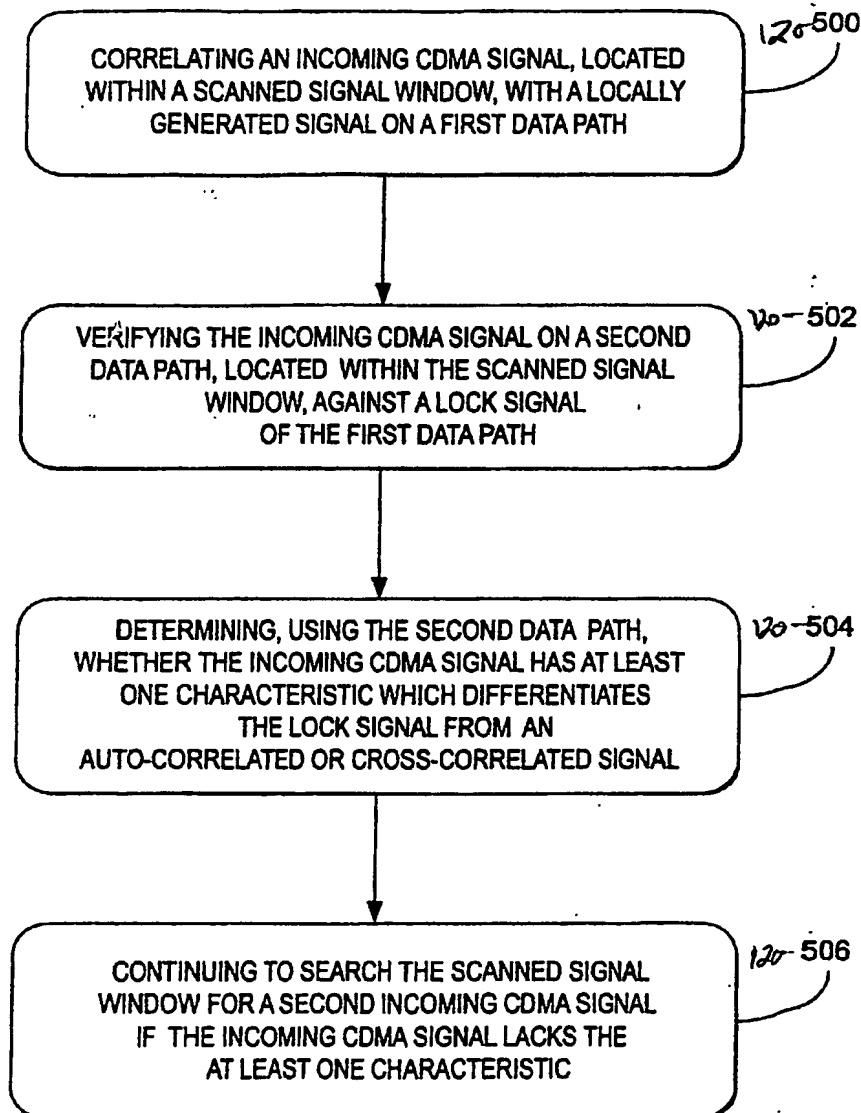 120-500
CORRELATING AN INCOMING CDMA SIGNAL, LOCATED
WITHIN A SCANNED SIGNAL WINDOW, WITH A LOCALLY
GENERATED SIGNAL ON A FIRST DATA PATH
120-502
VERIFYING THE INCOMING CDMA SIGNAL ON A SECOND
DATA PATH, LOCATED WITHIN THE SCANNED SIGNAL
WINDOW, AGAINST A LOCK SIGNAL
OF THE FIRST DATA PATH
120-504
DETERMINING, USING THE SECOND DATA PATH,
WHETHER THE INCOMING CDMA SIGNAL HAS AT LEAST
ONE CHARACTERISTIC WHICH DIFFERENTIATES
THE LOCK SIGNAL FROM AN
AUTO-CORRELATED OR CROSS-CORRELATED SIGNAL
120-506
CONTINUING TO SEARCH THE SCANNED SIGNAL
WINDOW FOR A SECOND INCOMING CDMA SIGNAL
IF THE INCOMING CDMA SIGNAL LACKS THE
AT LEAST ONE CHARACTERISTIC